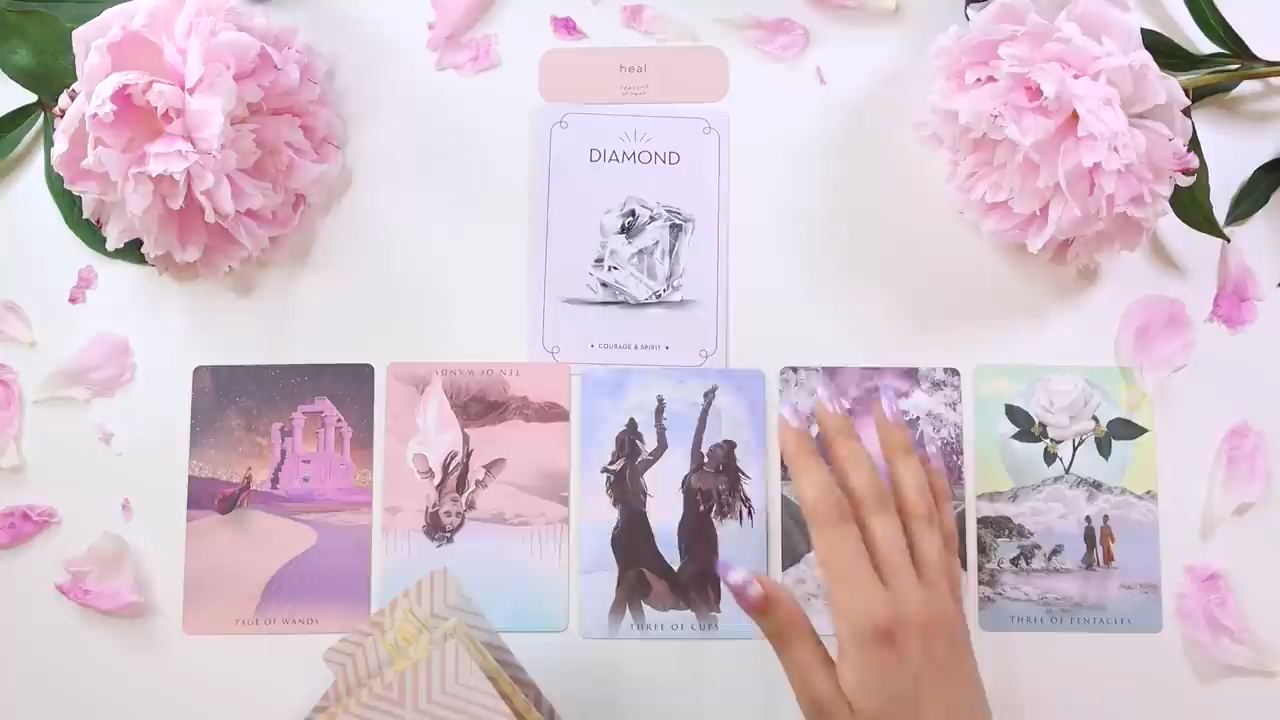 heal
DIAMOND
COURAGE & SPIRIT
TEN OF WANDS
PAGE OF WANDS
THREE OF CUPS
THREE OF PENTACLES